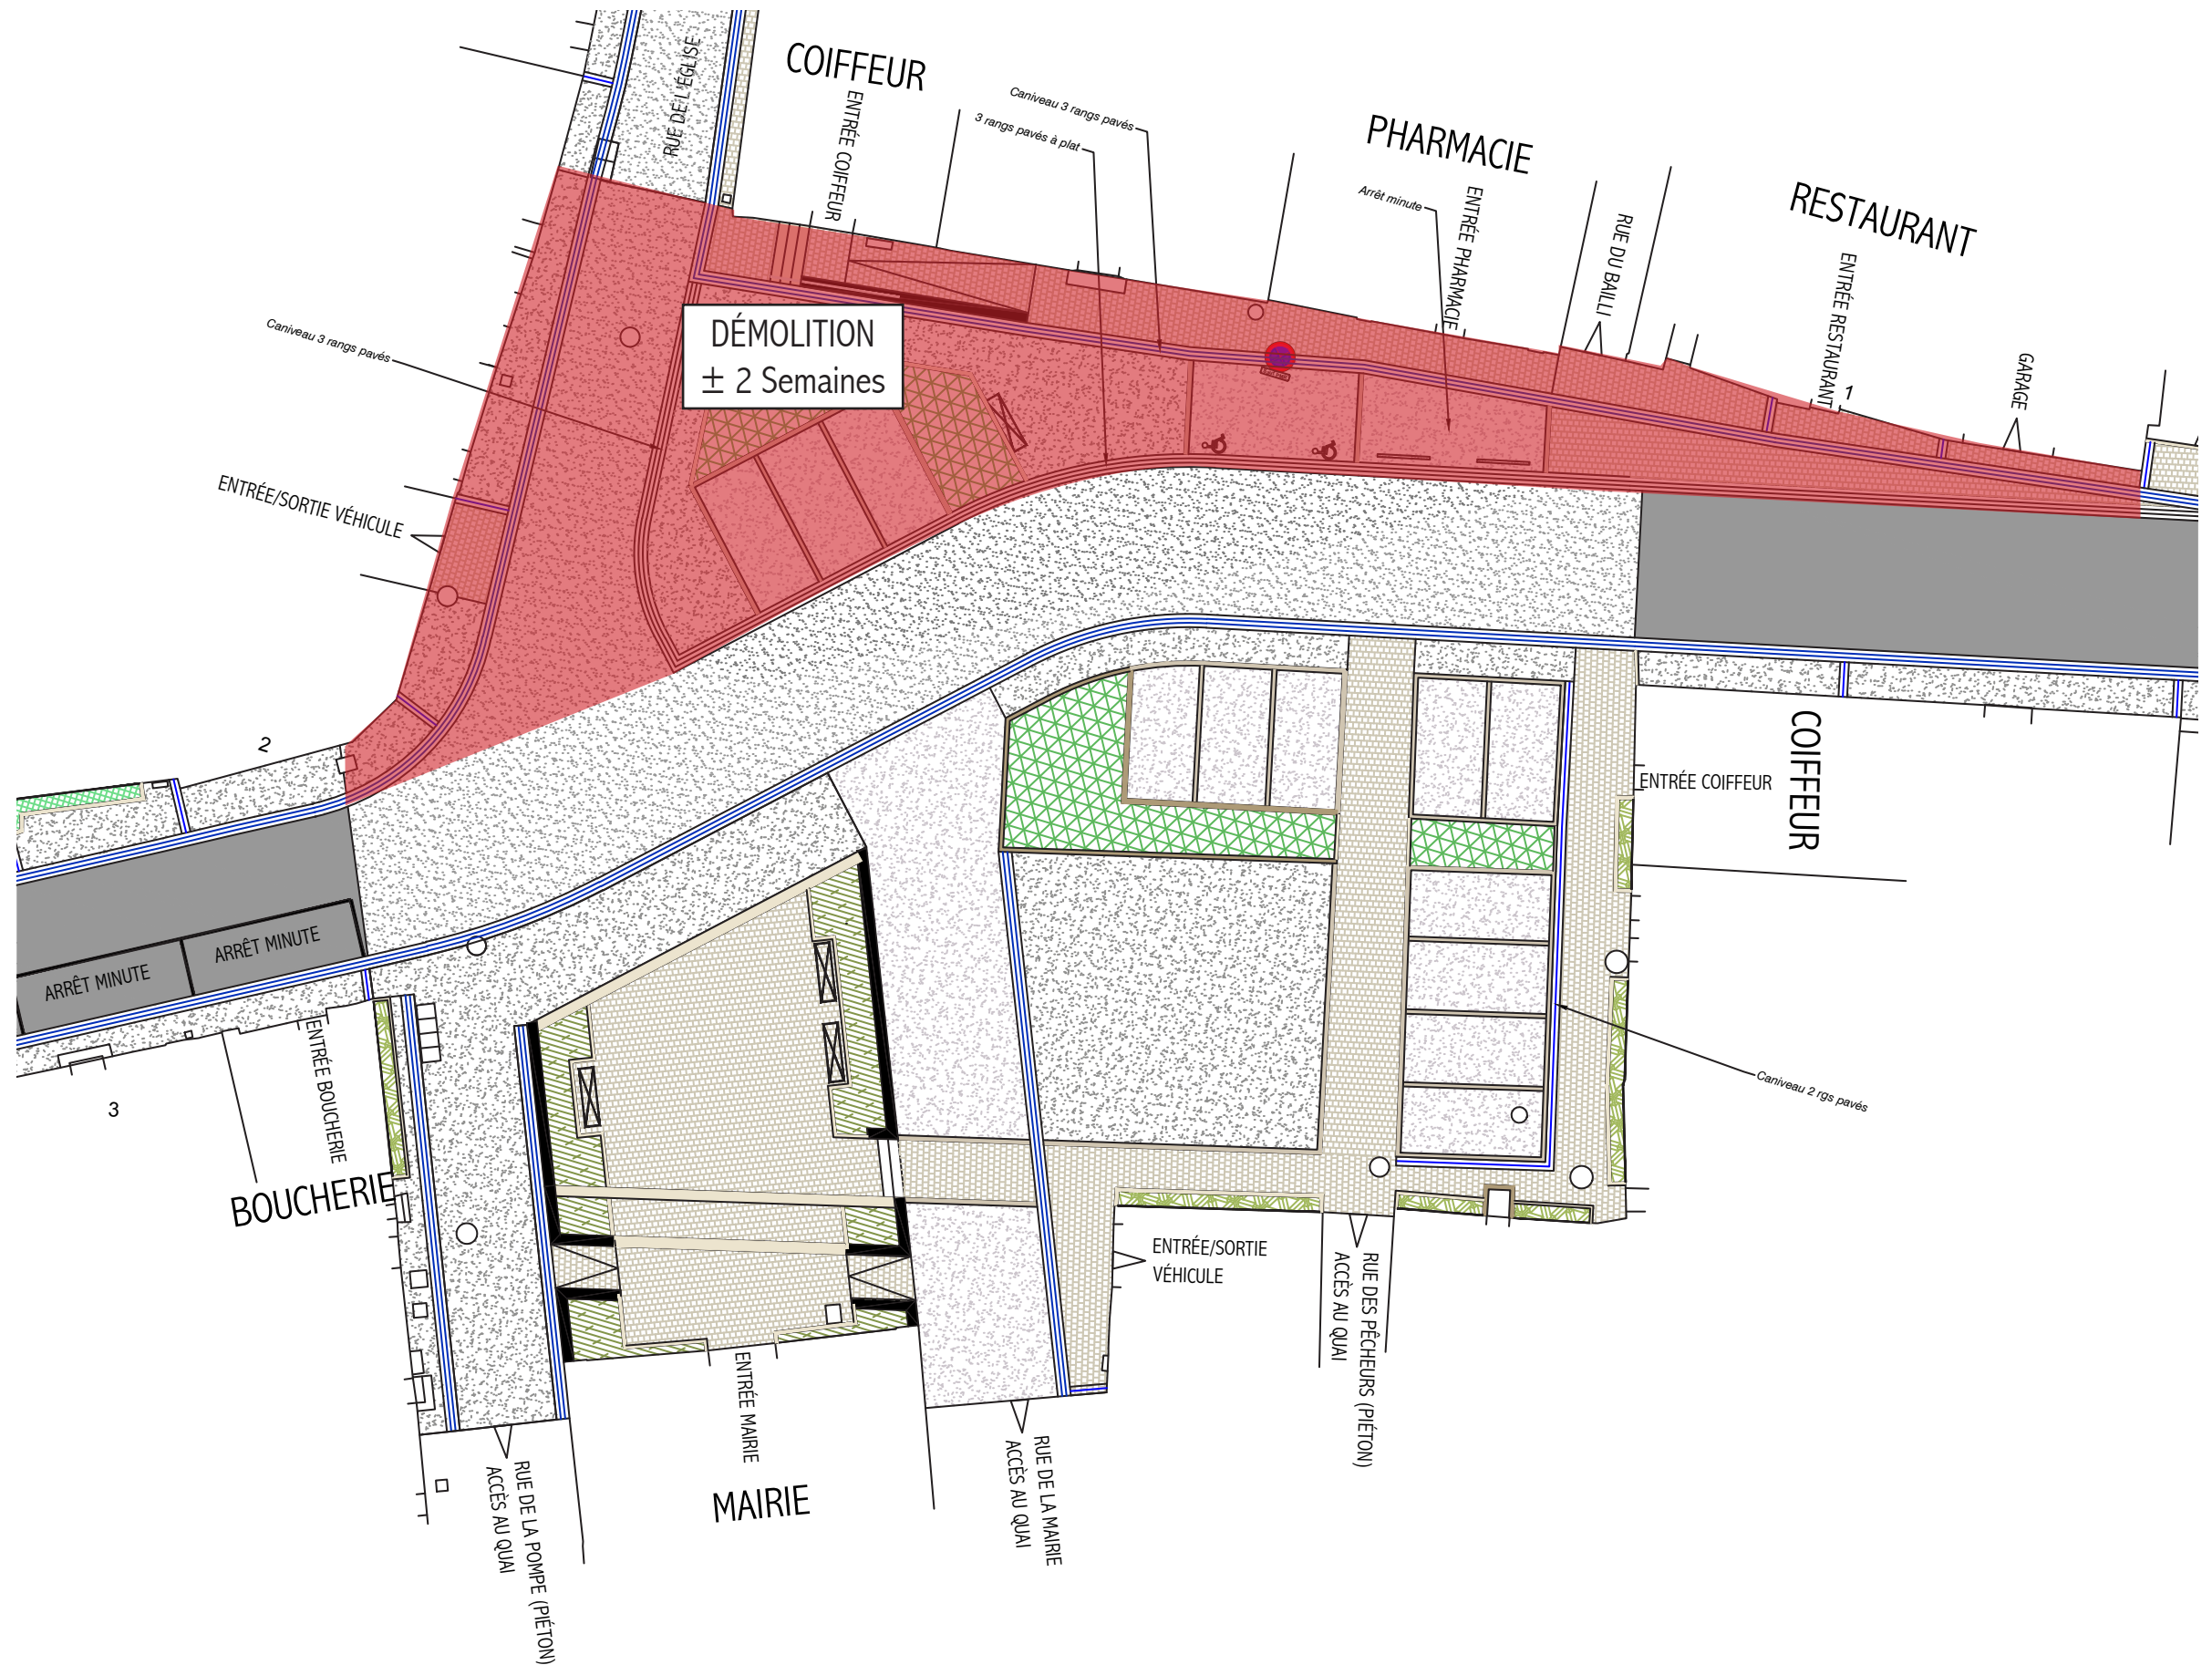 RUE DE L'ÉGLISE
COIFFEUR
ENTRÉE COIFFEUR
Caniveau 3 rangs pavés
3 rangs pavés à plat
PHARMACIE
Arrêt minute
ENTRÉE PHARMACIE
RUE DU BAILLI
RESTAURANT
ENTRÉE RESTAURANT
1
GARAGE
DÉMOLITION
± 2 Semaines
Caniveau 3 rangs pavés
ENTRÉE/SORTIE VÉHICULE
2
ARRÊT MINUTE
ARRÊT MINUTE
3
ENTRÉE BOUCHERIE
BOUCHERIE
COIFFEUR
ENTRÉE COIFFEUR
Caniveau 2 rgs pavés
ENTRÉE/SORTIE
VÉHICULE
RUE DES PÊCHEURS (PIÉTON)
ACCÈS AU QUAI
ENTRÉE MAIRIE
MAIRIE
RUE DE LA MAIRIE
ACCÈS AU QUAI
RUE DE LA POMPE (PIÉTON)
ACCÈS AU QUAI